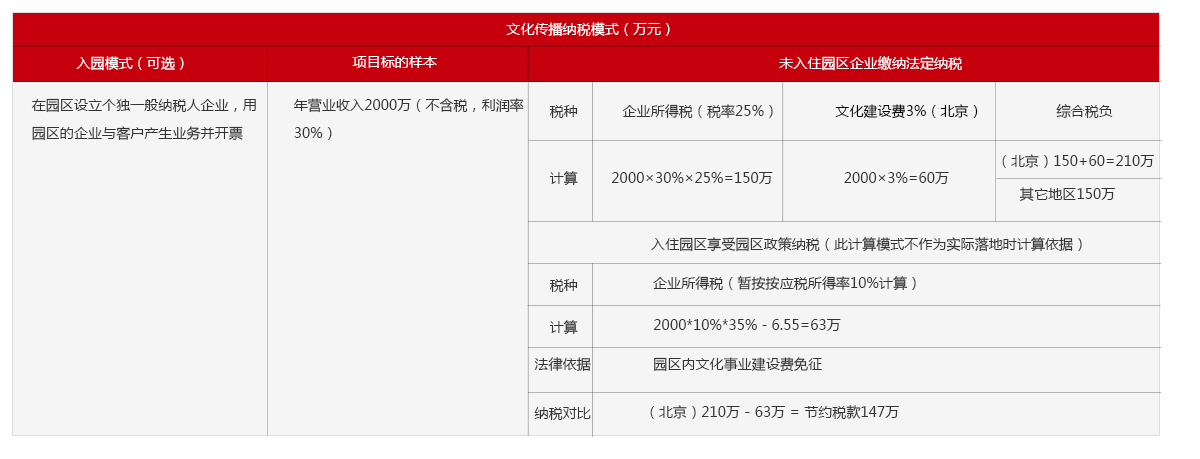 文化传播纳税模式（万元）
入园模式（可选）
项目标的样本
未入住园区企业缴纳法定纳税
在园区设立个独一般纳税人企业，用
园区的企业与客户产生业务并开票
年营业收入2000万（不含税，利润率
30%）
税种
企业所得税（税率25%）
文化建设费3%（北京）
综合税负
计算
2000×30%×25%=150万
2000×3%=60万
（北京）150+60=210万
其它地区150万
入住园区享受园区政策纳税（此计算模式不作为实际落地时计算依据）
税种
企业所得税（暂按按应税所得率10%计算）
计算
2000*10%*35% - 6.55=63万
法律依据
园区内文化事业建设费免征
纳税对比
（北京）210万 - 63万 = 节约税款147万